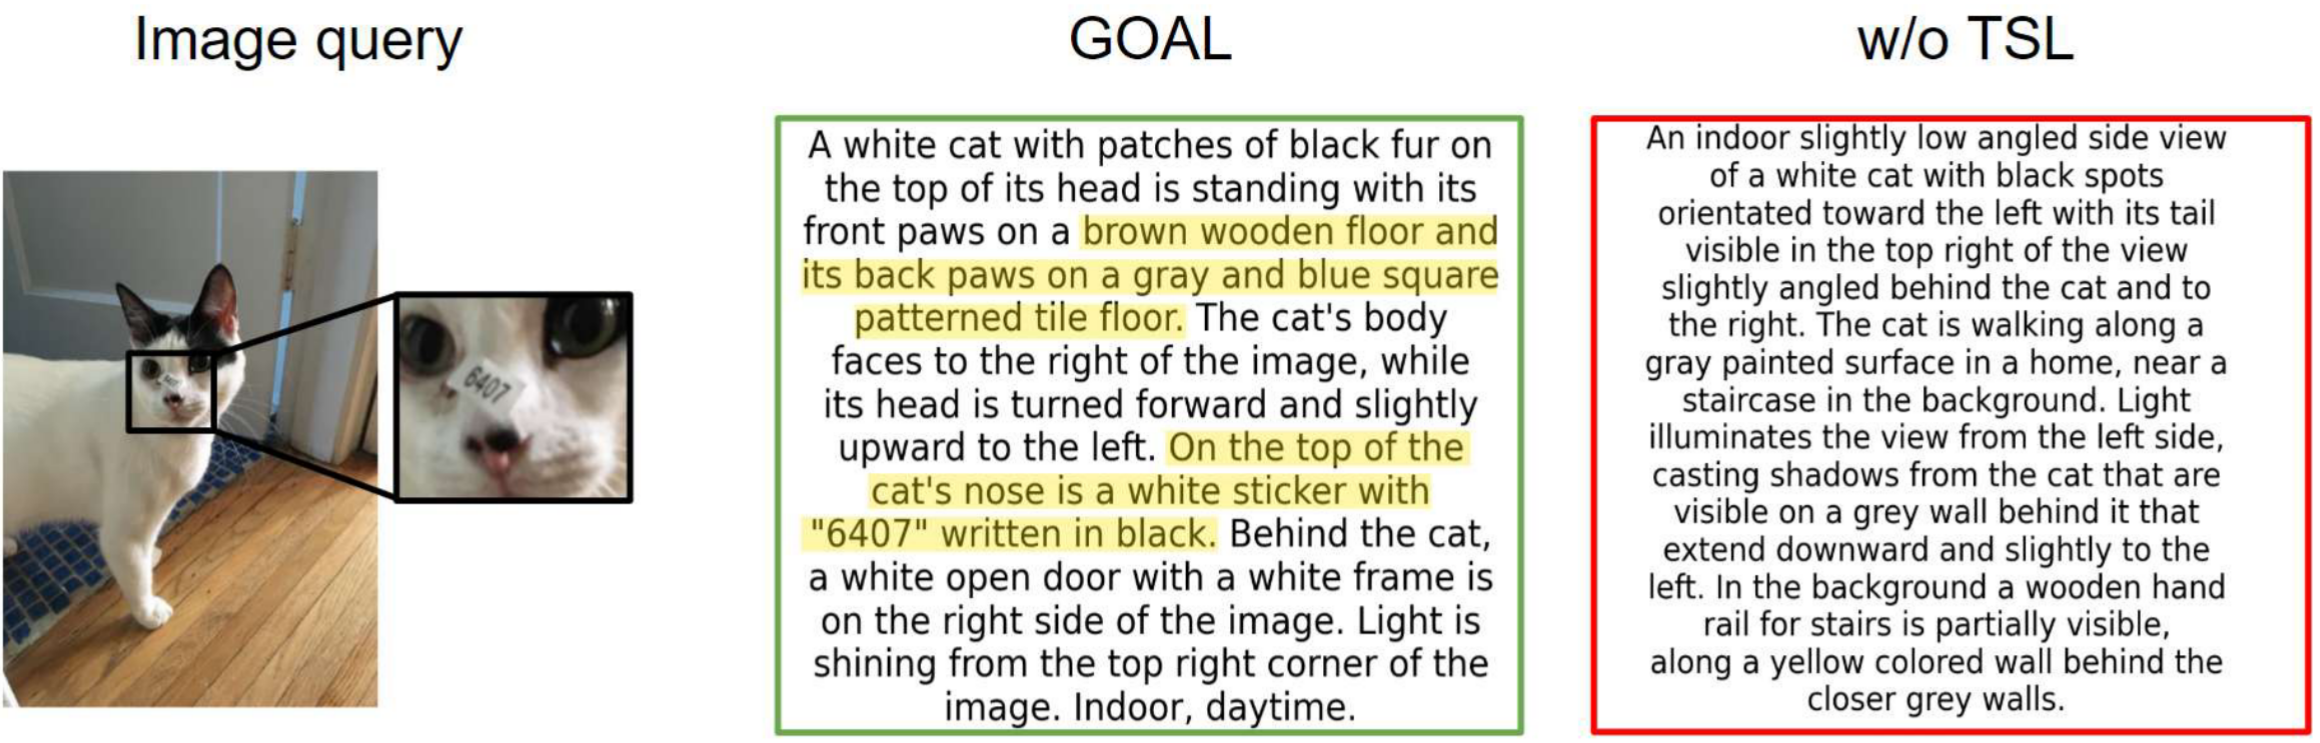 Image query
GOAL
w/o TSL
6407
A white cat with patches of black fur on
the top of its head is standing with its
front paws on a brown wooden floor and
its back paws on a gray and blue square
patterned tile floor. The cat's body
faces to the right of the image, while
its head is turned forward and slightly
upward to the left. On the top of the
cat's nose is a white sticker with
"6407" written in black. Behind the cat,
a white open door with a white frame is
on the right side of the image. Light is
shining from the top right corner of the
image. Indoor, daytime.
An indoor slightly low angled side view
of a white cat with black spots
orientated toward the left with its tail
visible in the top right of the view
slightly angled behind the cat and to
the right. The cat is walking along a
gray painted surface in a home, near a
staircase in the background. Light
illuminates the view from the left side,
casting shadows from the cat that are
visible on a grey wall behind it that
extend downward and slightly to the
left. In the background a wooden hand
rail for stairs is partially visible,
along a yellow colored wall behind the
closer grey walls.